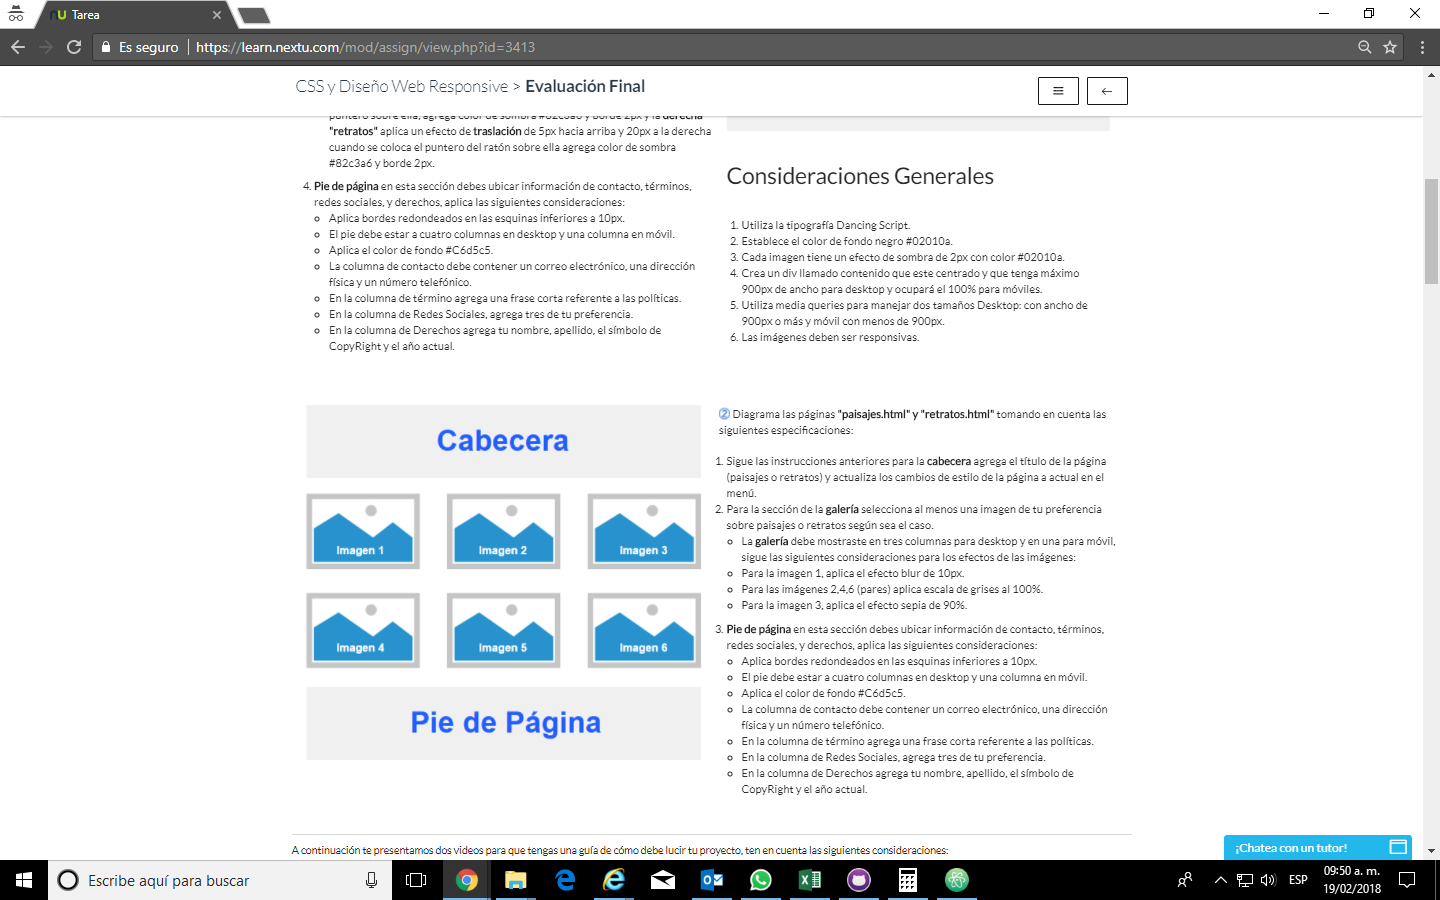 Tarea
Es seguro
https://learn.nextu.com/mod/assign/view.php?id=3413
CSS y Diseño Web Responsive > Evaluación Final
puntero sobre ella, agrega color de sombra #82c3a6 y borde 2px y la derecha
"retratos" aplica un efecto de traslación de 5px hacia arriba y 20px a la derecha
cuando se coloca el puntero del ratón sobre ella agrega color de sombra
#82c3a6 y borde 2px.
4. Pie de página en esta sección debes ubicar información de contacto, términos,
redes sociales, y derechos, aplica las siguientes consideraciones:
Aplica bordes redondeados en las esquinas inferiores a 10px.
El pie debe estar a cuatro columnas en desktop y una columna en móvil.
Aplica el color de fondo #C6d5c5.
La columna de contacto debe contener un correo electrónico, una dirección
física y un número telefónico.
En la columna de término agrega una frase corta referente a las políticas.
En la columna de Redes Sociales, agrega tres de tu preferencia.
En la columna de Derechos agrega tu nombre, apellido, el símbolo de
CopyRight y el año actual.
Consideraciones Generales
1. Utiliza la tipografía Dancing Script.
2. Establece el color de fondo negro #02010a.
3. Cada imagen tiene un efecto de sombra de 2px con color #02010a.
4. Crea un div llamado contenido que este centrado y que tenga máximo
900px de ancho para desktop y ocupará el 100% para móviles.
5. Utiliza media queries para manejar dos tamaños Desktop: con ancho de
900px o más y móvil con menos de 900px.
6. Las imágenes deben ser responsivas.
Cabecera
Imagen 1
Imagen 2
Imagen 3
Imagen 4
Imagen 5
Imagen 6
Pie de Página
2 Diagrama las páginas "paisajes.html" y "retratos.html" tomando en cuenta las
siguientes especificaciones:
1. Sigue las instrucciones anteriores para la cabecera agrega el título de la página
(paisajes o retratos) y actualiza los cambios de estilo de la página a actual en el
menú.
2. Para la sección de la galería selecciona al menos una imagen de tu preferencia
sobre paisajes o retratos según sea el caso.
La galería debe mostraste en tres columnas para desktop y en una para móvil,
sigue las siguientes consideraciones para los efectos de las imágenes:
Para la imagen 1, aplica el efecto blur de 10px.
Para las imágenes 2,4,6 (pares) aplica escala de grises al 100%.
Para la imagen 3, aplica el efecto sepia de 90%.
3. Pie de página en esta sección debes ubicar información de contacto, términos,
redes sociales, y derechos, aplica las siguientes consideraciones:
Aplica bordes redondeados en las esquinas inferiores a 10px.
El pie debe estar a cuatro columnas en desktop y una columna en móvil.
Aplica el color de fondo #C6d5c5.
La columna de contacto debe contener un correo electrónico, una dirección
física y un número telefónico.
En la columna de término agrega una frase corta referente a las políticas.
En la columna de Redes Sociales, agrega tres de tu preferencia.
En la columna de Derechos agrega tu nombre, apellido, el símbolo de
CopyRight y el año actual.
A continuación te presentamos dos videos para que tengas una guía de cómo debe lucir tu proyecto, ten en cuenta las siguientes consideraciones:
¡Chatea con un tutor!
Escribe aquí para buscar
ESP
09:50 a. m.
19/02/2018